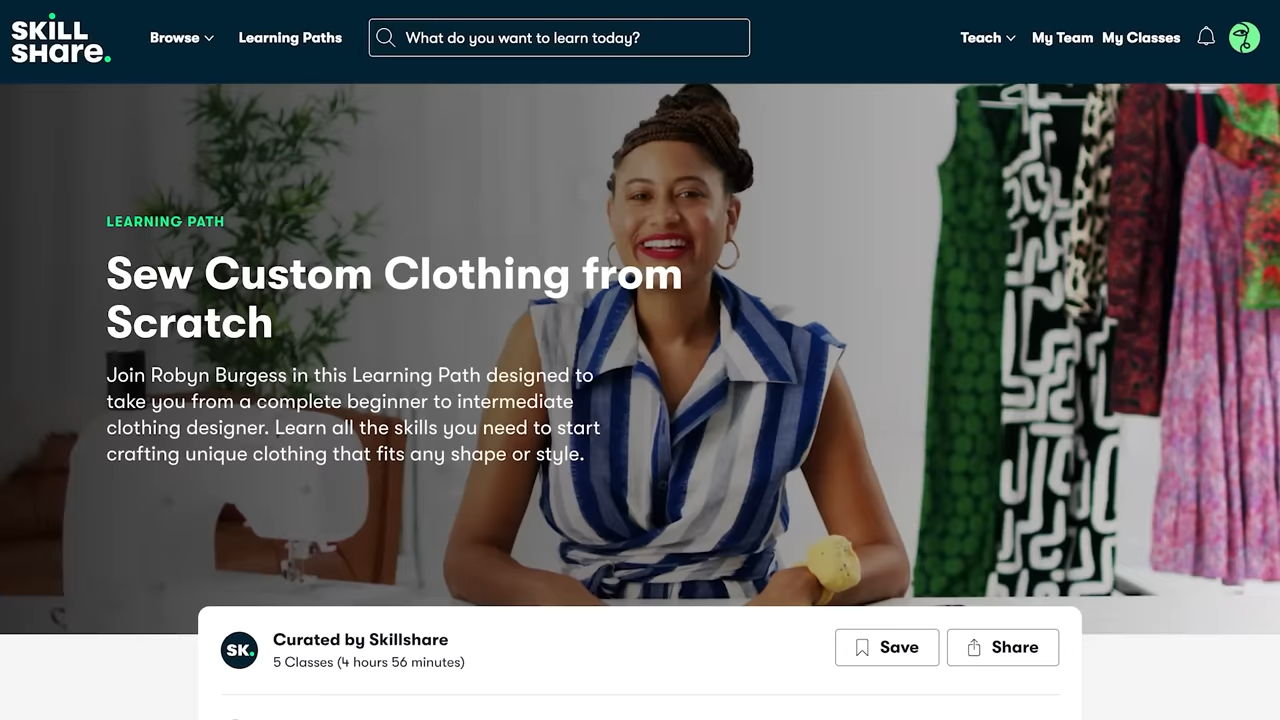 SKiLL
SHare.
Browse
Learning Paths
What do you want to learn today?
Teach
My Team
My Classes
LEARNING PATH
Sew Custom Clothing from
Scratch
Join Robyn Burgess in this Learning Path designed to
take you from a complete beginner to intermediate
clothing designer. Learn all the skills you need to start
crafting unique clothing that fits any shape or style.
SK.
Curated by Skillshare
5 Classes (4 hours 56 minutes)
Save
Share